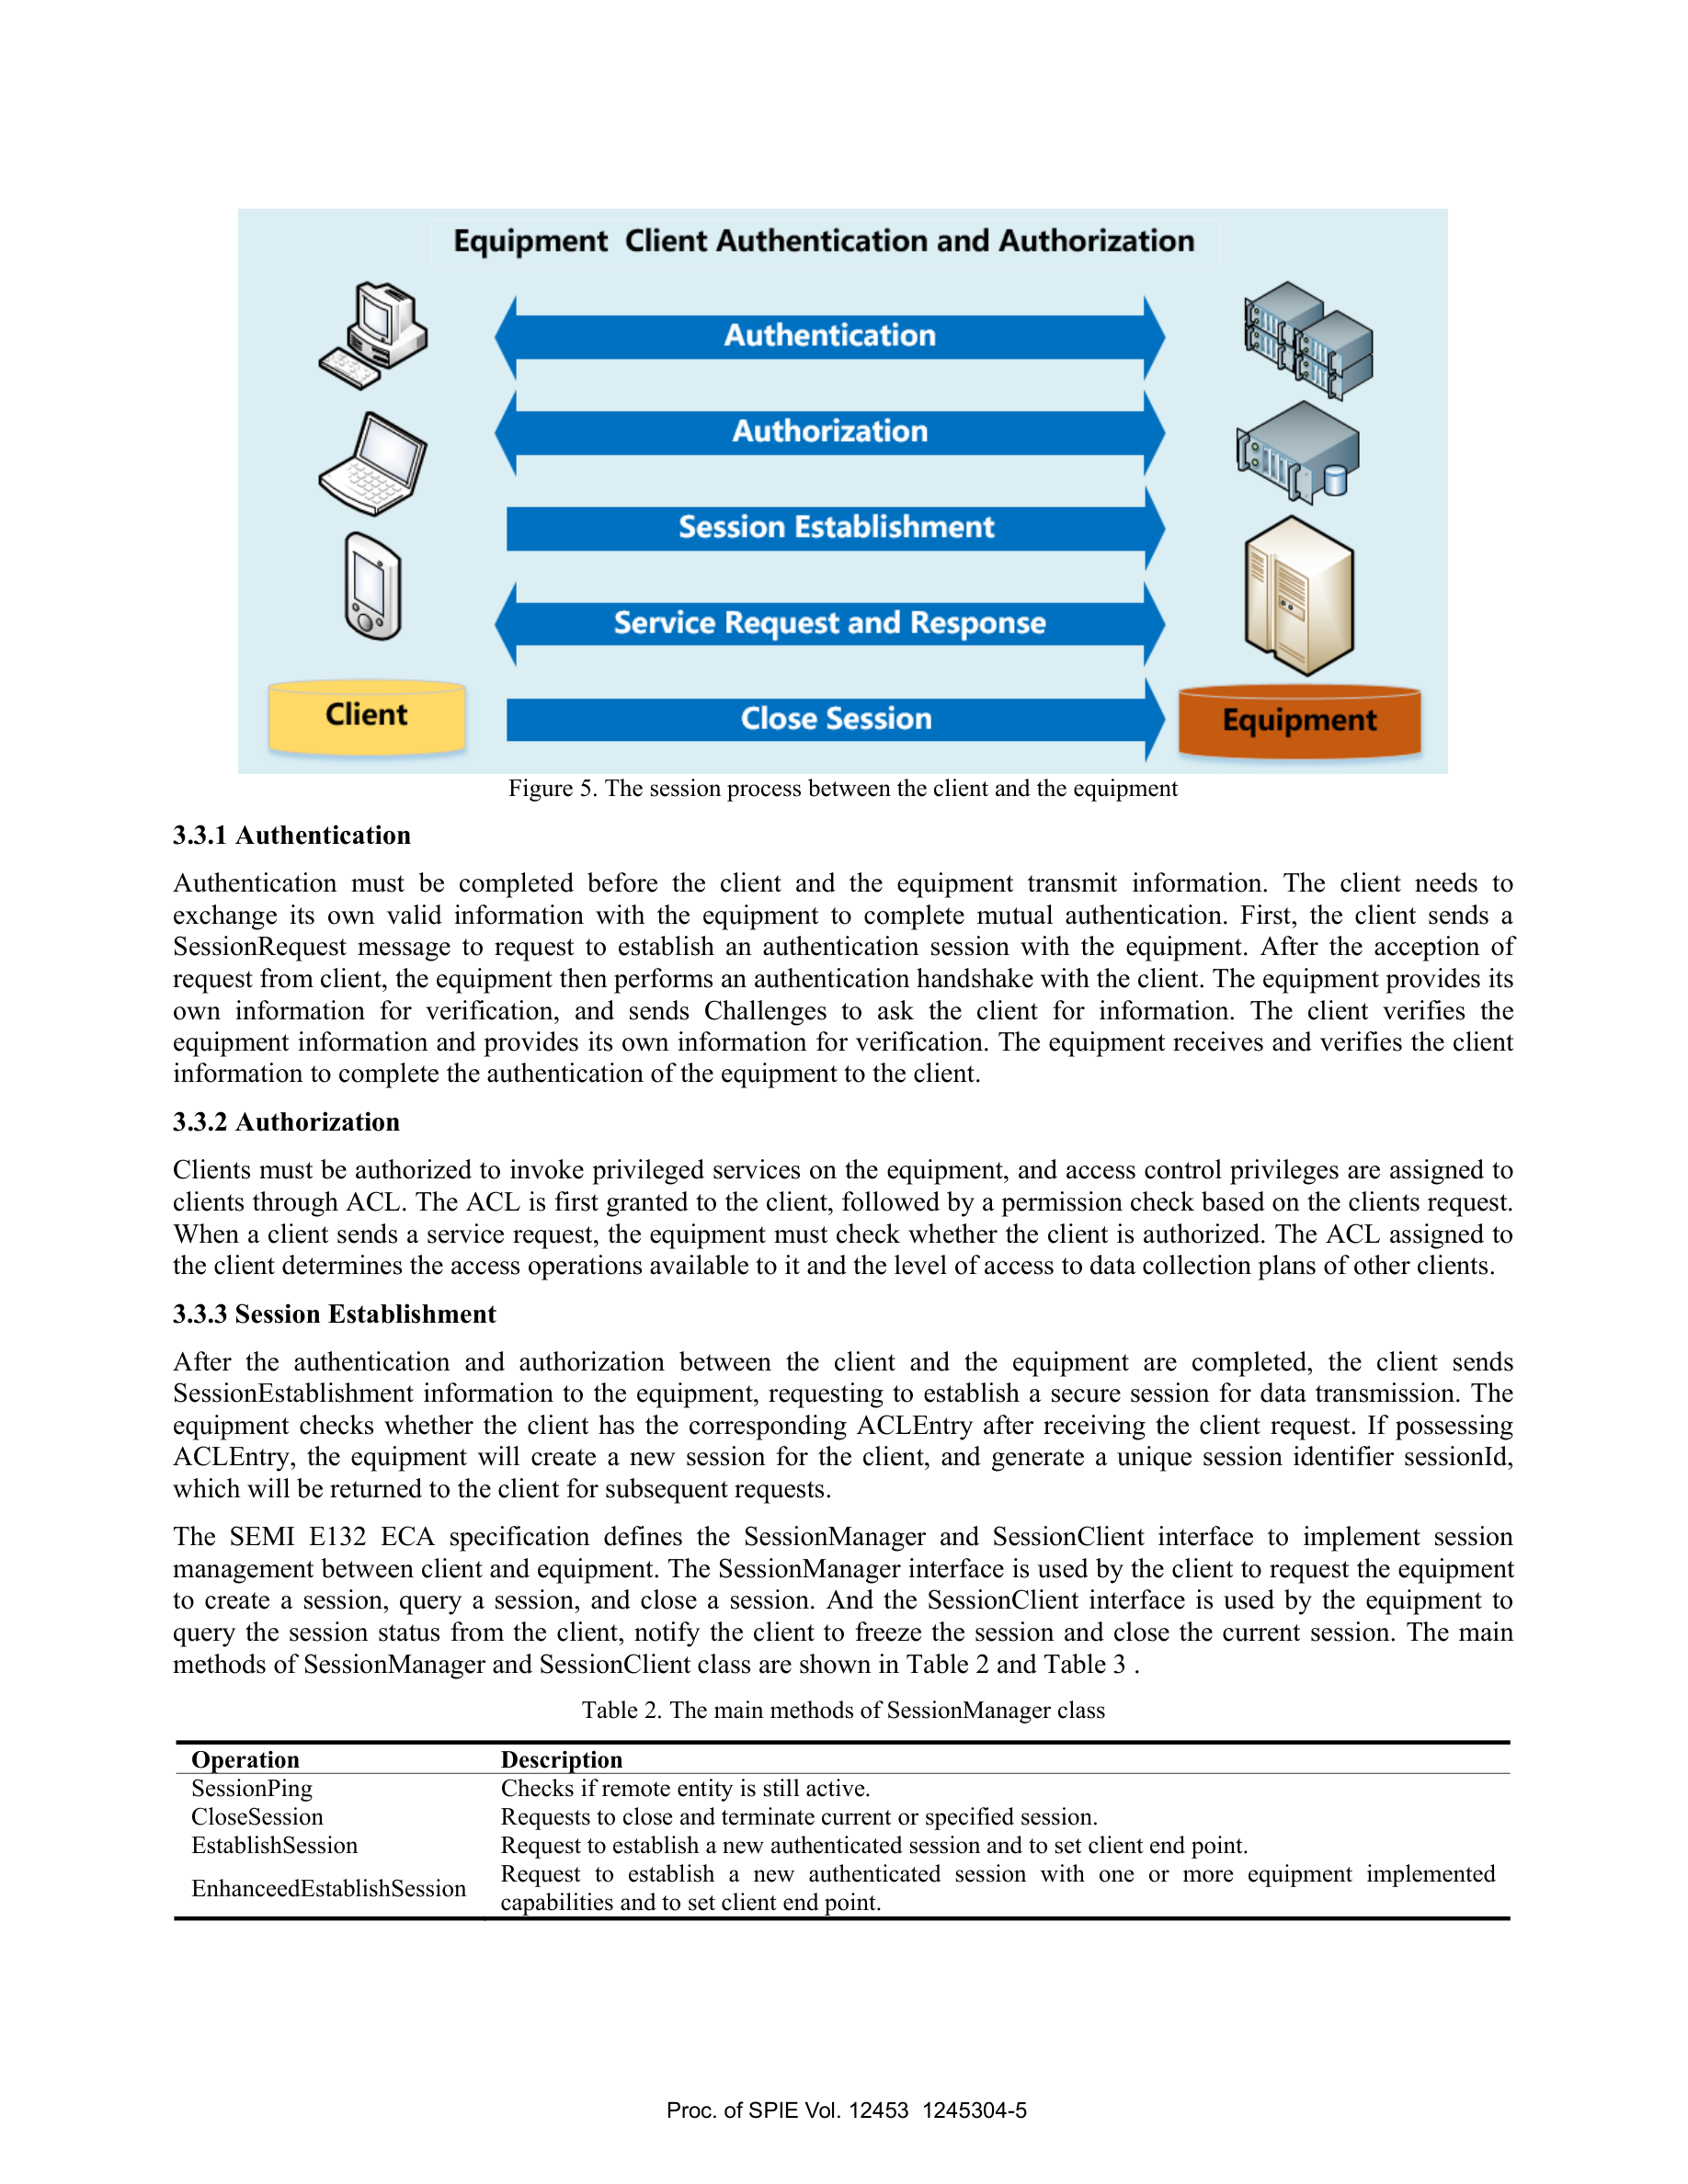 Equipment  Client Authentication and Authorization
Authentication
Authorization
Session Establishment
Service Request and Response
Close Session
Client
Equipment
Figure 5. The session process between the client and the equipment
3.3.1 Authentication
Authentication must be completed before the client and the equipment transmit information. The client needs to
exchange its own valid information with the equipment to complete mutual authentication. First, the client sends a
SessionRequest message to request to establish an authentication session with the equipment. After the acception of
request from client, the equipment then performs an authentication handshake with the client. The equipment provides its
own information for verification, and sends Challenges to ask the client for information. The client verifies the
equipment information and provides its own information for verification. The equipment receives and verifies the client
information to complete the authentication of the equipment to the client.
3.3.2 Authorization
Clients must be authorized to invoke privileged services on the equipment, and access control privileges are assigned to
clients through ACL. The ACL is first granted to the client, followed by a permission check based on the clients request.
When a client sends a service request, the equipment must check whether the client is authorized. The ACL assigned to
the client determines the access operations available to it and the level of access to data collection plans of other clients.
3.3.3 Session Establishment
After the authentication and authorization between the client and the equipment are completed, the client sends
SessionEstablishment information to the equipment, requesting to establish a secure session for data transmission. The
equipment checks whether the client has the corresponding ACLEntry after receiving the client request. If possessing
ACLEntry, the equipment will create a new session for the client, and generate a unique session identifier sessionId,
which will be returned to the client for subsequent requests.
The SEMI E132 ECA specification defines the SessionManager and SessionClient interface to implement session
management between client and equipment. The SessionManager interface is used by the client to request the equipment
to create a session, query a session, and close a session. And the SessionClient interface is used by the equipment to
query the session status from the client, notify the client to freeze the session and close the current session. The main
methods of SessionManager and SessionClient class are shown in Table 2 and Table 3 .
Table 2. The main methods of SessionManager class
Operation Description
SessionPing Checks if remote entity is still active.
CloseSession Requests to close and terminate current or specified session.
EstablishSession Request to establish a new authenticated session and to set client end point.
EnhanceedEstablishSession Request to establish a new authenticated session with one or more equipment implemented
capabilities and to set client end point.
Proc. of SPIE Vol. 12453  1245304-5